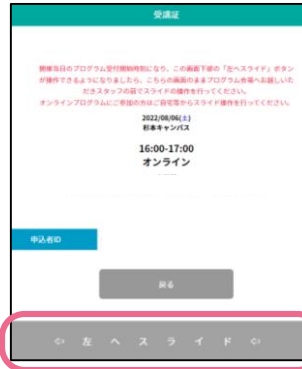 受講証
開催当日のプログラム受付開始時刻になり、この画面下部の「左へスライド」ボタン
が操作できるようになりましたら、こちらの画面のままプログラム会場へお越しいた
だきスタッフの前でスライドの操作を行ってください。
オンラインプログラムにご参加の方はご自宅等からスライド操作を行ってください。
2022/08/06(土)
杉本キャンパス
16:00-17:00
オンライン
申込者ID
戻る
⇦ 左へスライド ⇦